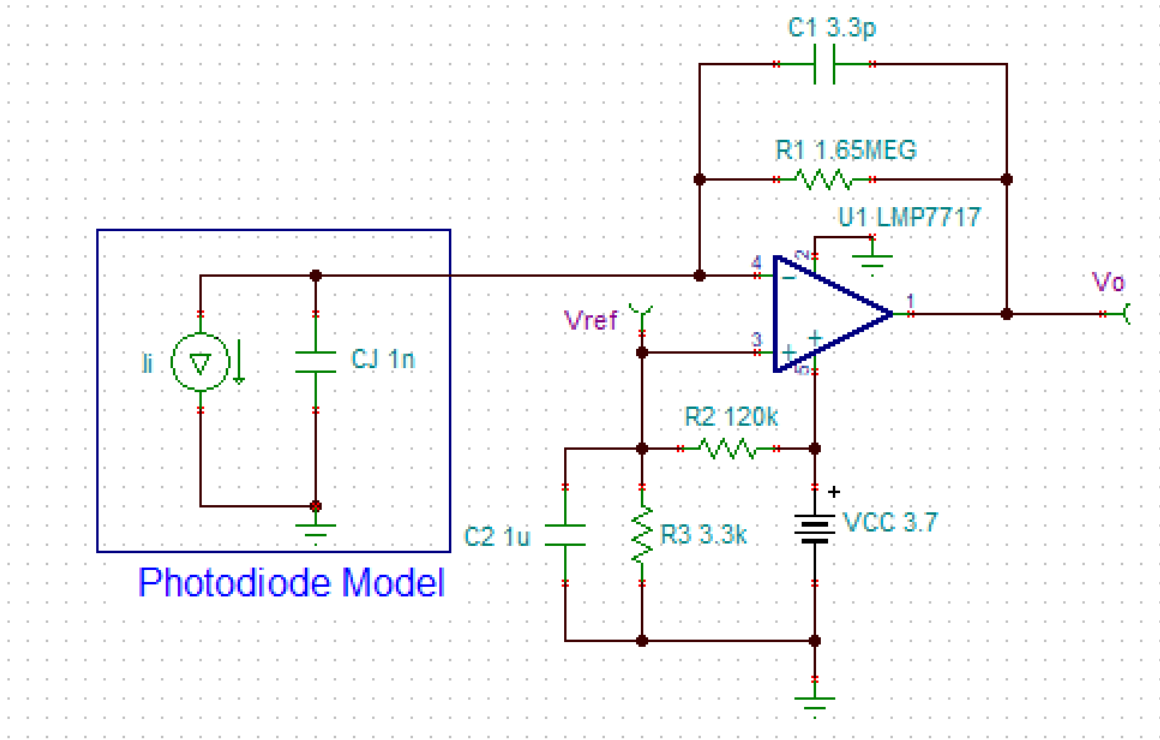 C1 3.3p
R1 1.65MEG
U1 LMP7717
4
2
Vref
3
1
Vo
5
Ii
CJ 1n
R2 120k
C2 1u
R3 3.3k
+
VCC 3.7
Photodiode Model